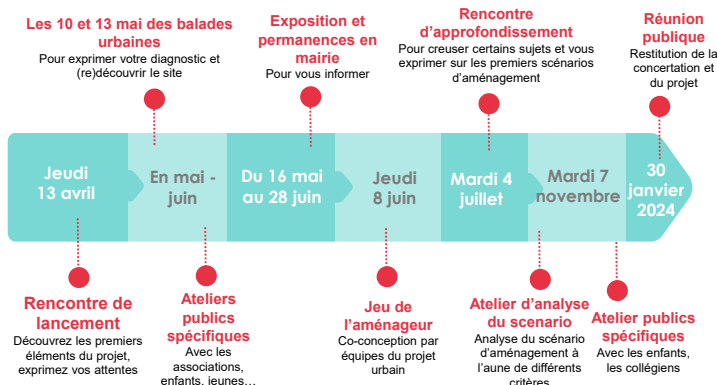 Les 10 et 13 mai des balades
urbaines
Pour exprimer votre diagnostic et
(re)découvrir le site
Exposition et
permanences en
mairie
Pour vous informer
Rencontre
d'approfondissement
Pour creuser certains sujets et vous
exprimer sur les premiers scénarios
d'aménagement
Réunion
publique
Restitution de la
concertation et
du projet
Jeudi
13 avril
En mai -
juin
Du 16 mai
au 28 juin
Jeudi
8 juin
Mardi 4
juillet
Mardi 7
novembre
30
janvier
2024
Rencontre de
lancement
Découvrez les premiers
éléments du projet,
exprimez vos attentes
Ateliers
publics
spécifiques
Avec les
associations,
enfants, jeunes…
Jeu de
l'aménageur
Co-conception par
équipes du projet
urbain
Atelier d'analyse
du scenario
Analyse du scénario
d'aménagement à
l'aune de différents
critères
Atelier publics
spécifiques
Avec les enfants,
les collégiens